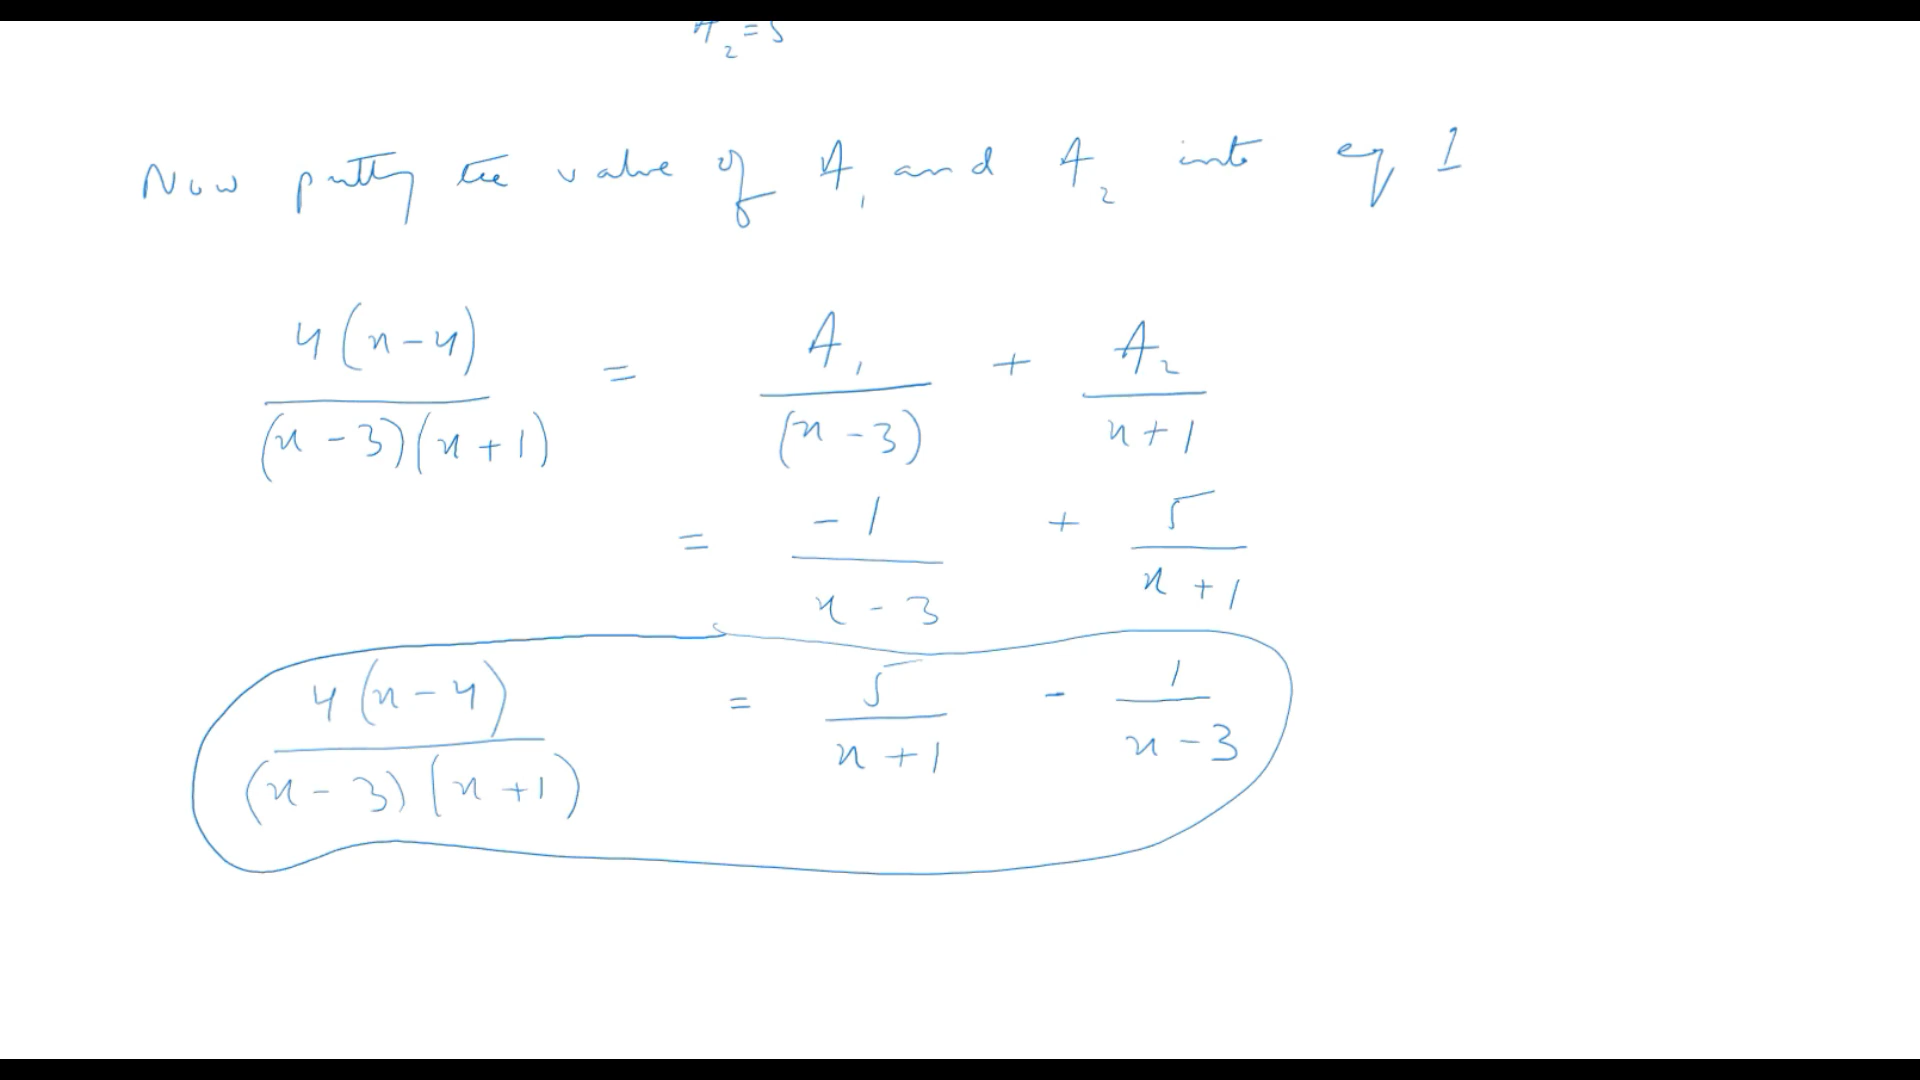 A₂ = 5
Now putting the value of A₁ and A₂ into eq 1
4(x-4)/(x-3)(x+1) = A₁/(x-3) + A₂/x+1
= -1/x-3 + 5/x+1
4(x-4)/(x-3)(x+1) = 5/x+1 - 1/x-3